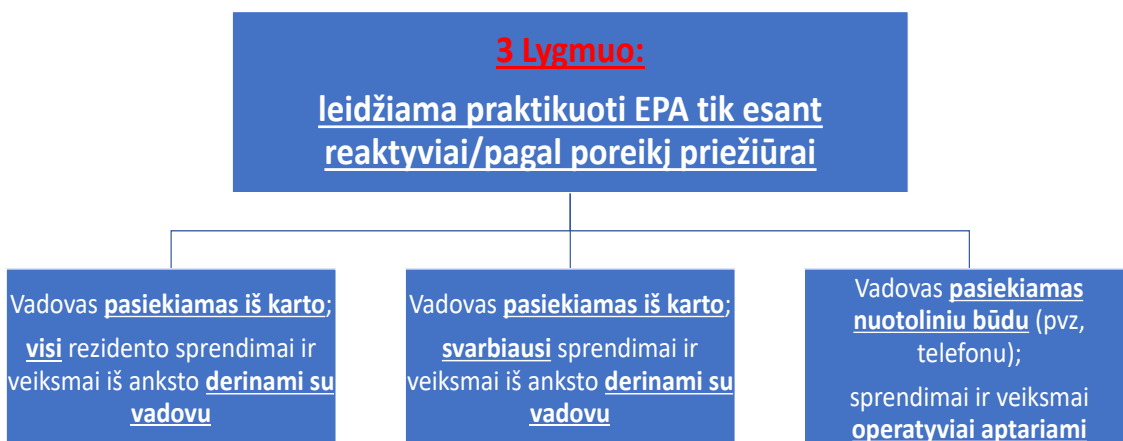 3 Lygmuo:
leidžiama praktikuoti EPA tik esant
reaktyviai/pagal poreikį priežiūrai
Vadovas pasiekiamas iš karto;
visi rezidento sprendimai ir
veiksmai iš anksto derinami su
vadovu
Vadovas pasiekiamas iš karto;
svarbiausi sprendimai ir
veiksmai iš anksto derinami su
vadovu
Vadovas pasiekiamas
nuotoliniu būdu (pvz,
telefonu);
sprendimai ir veiksmai
operatyviai aptariami